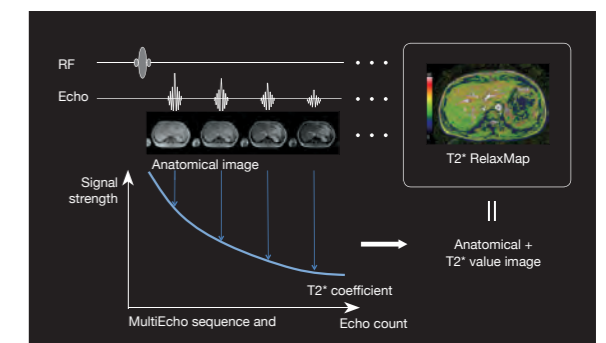 RF
Echo
Anatomical image
T2* RelaxMap
Signal
strength
Anatomical +
T2* value image
T2* coefficient
MultiEcho sequence and
Echo count